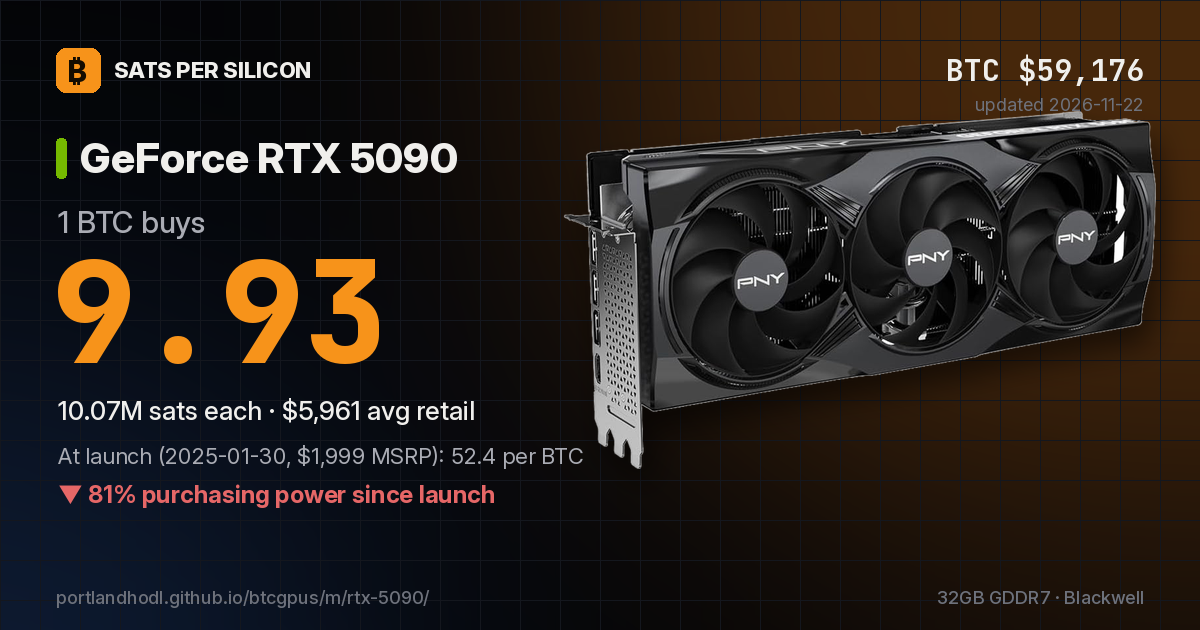 SATS PER SILICON
BTC $59,176
updated 2026-11-22
GeForce RTX 5090
1 BTC buys
9.93
10.07M sats each · $5,961 avg retail
At launch (2025-01-30, $1,999 MSRP): 52.4 per BTC
▼ 81% purchasing power since launch
PNY
PNY
PNY
portlandhodl.github.io/btcgpus/m/rtx-5090/
32GB GDDR7 · Blackwell